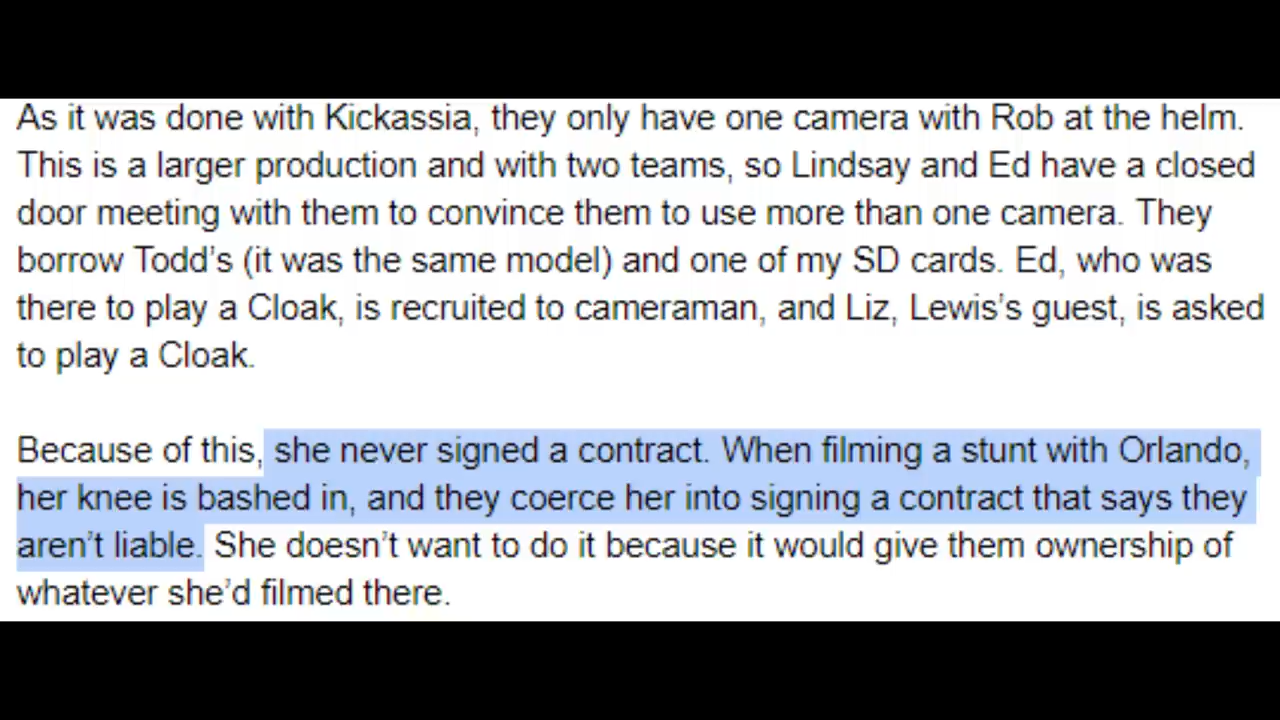 As it was done with Kickassia, they only have one camera with Rob at the helm.
This is a larger production and with two teams, so Lindsay and Ed have a closed
door meeting with them to convince them to use more than one camera. They
borrow Todd’s (it was the same model) and one of my SD cards. Ed, who was
there to play a Cloak, is recruited to cameraman, and Liz, Lewis’s guest, is asked
to play a Cloak.
Because of this, she never signed a contract. When filming a stunt with Orlando,
her knee is bashed in, and they coerce her into signing a contract that says they
aren’t liable. She doesn’t want to do it because it would give them ownership of
whatever she’d filmed there.